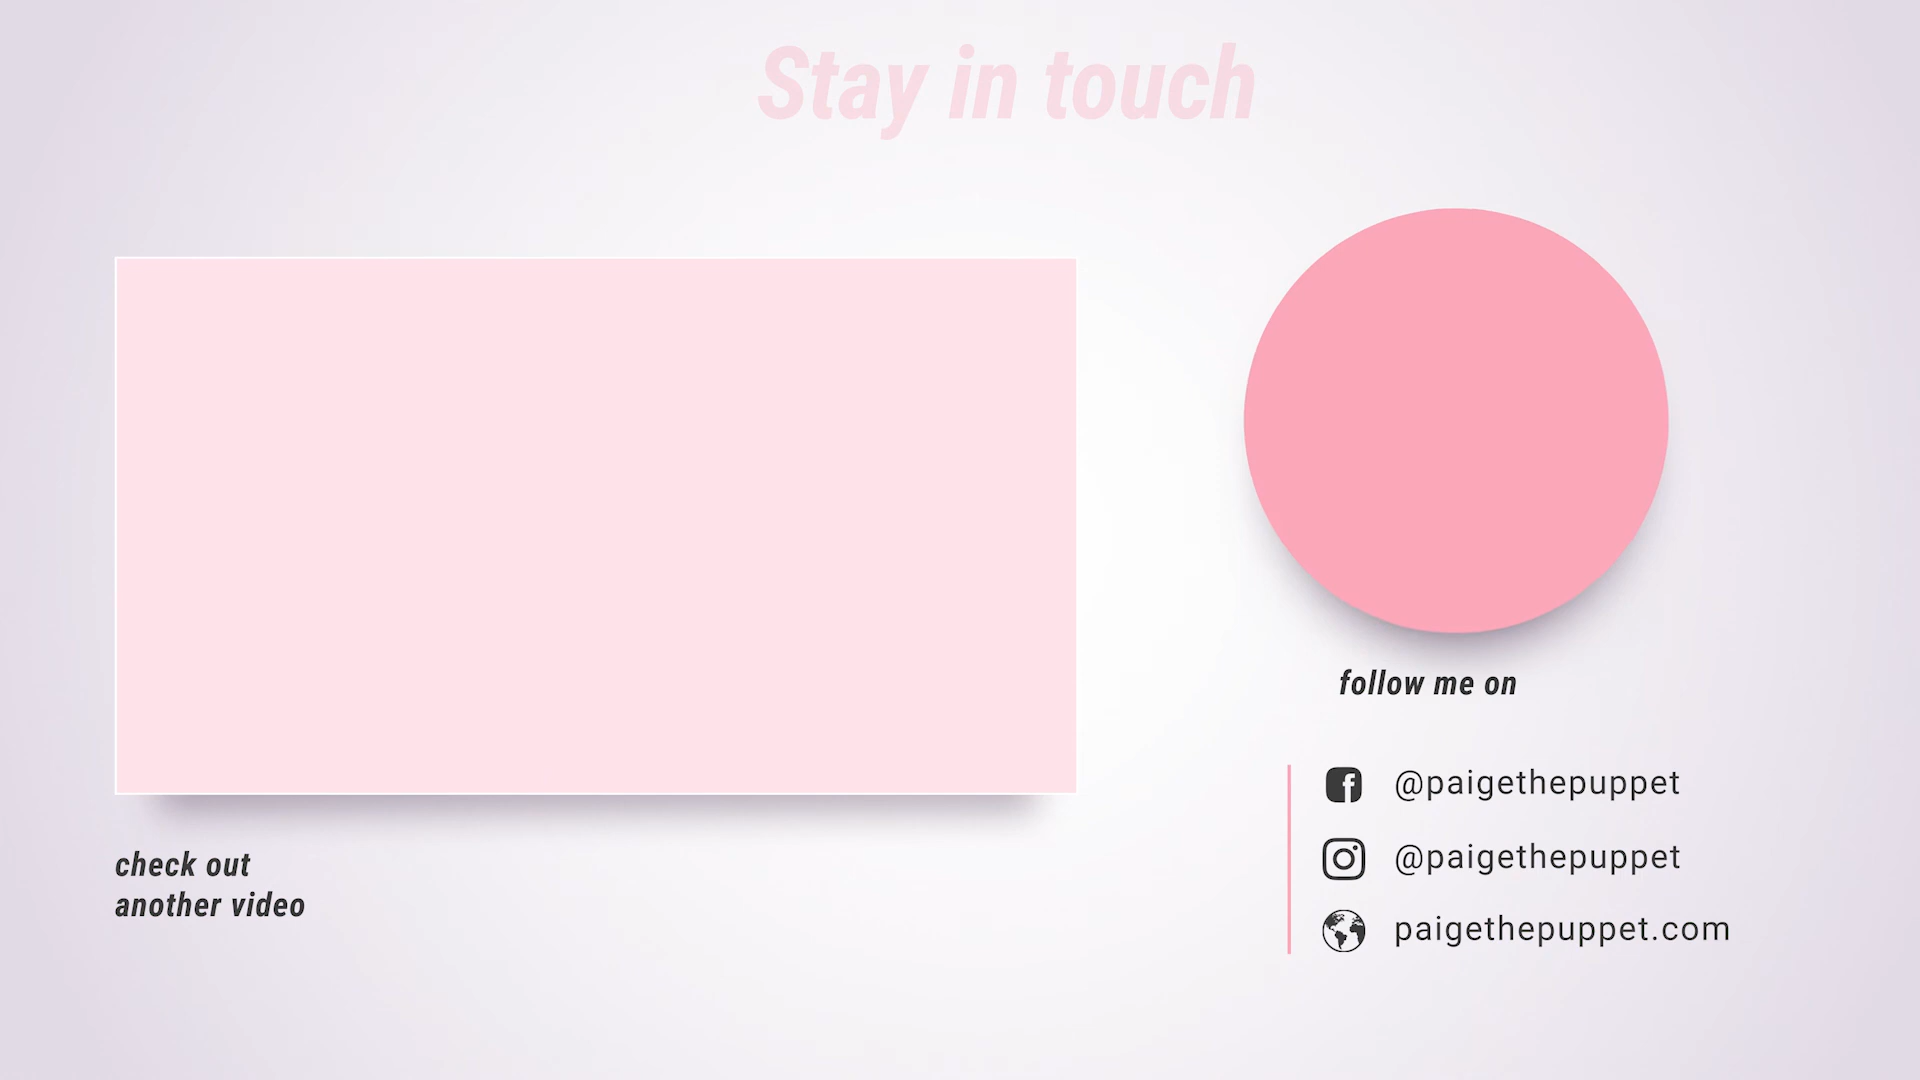 Stay in touch
check out
another video
follow me on
@paigethepuppet
@paigethepuppet
paigethepuppet.com